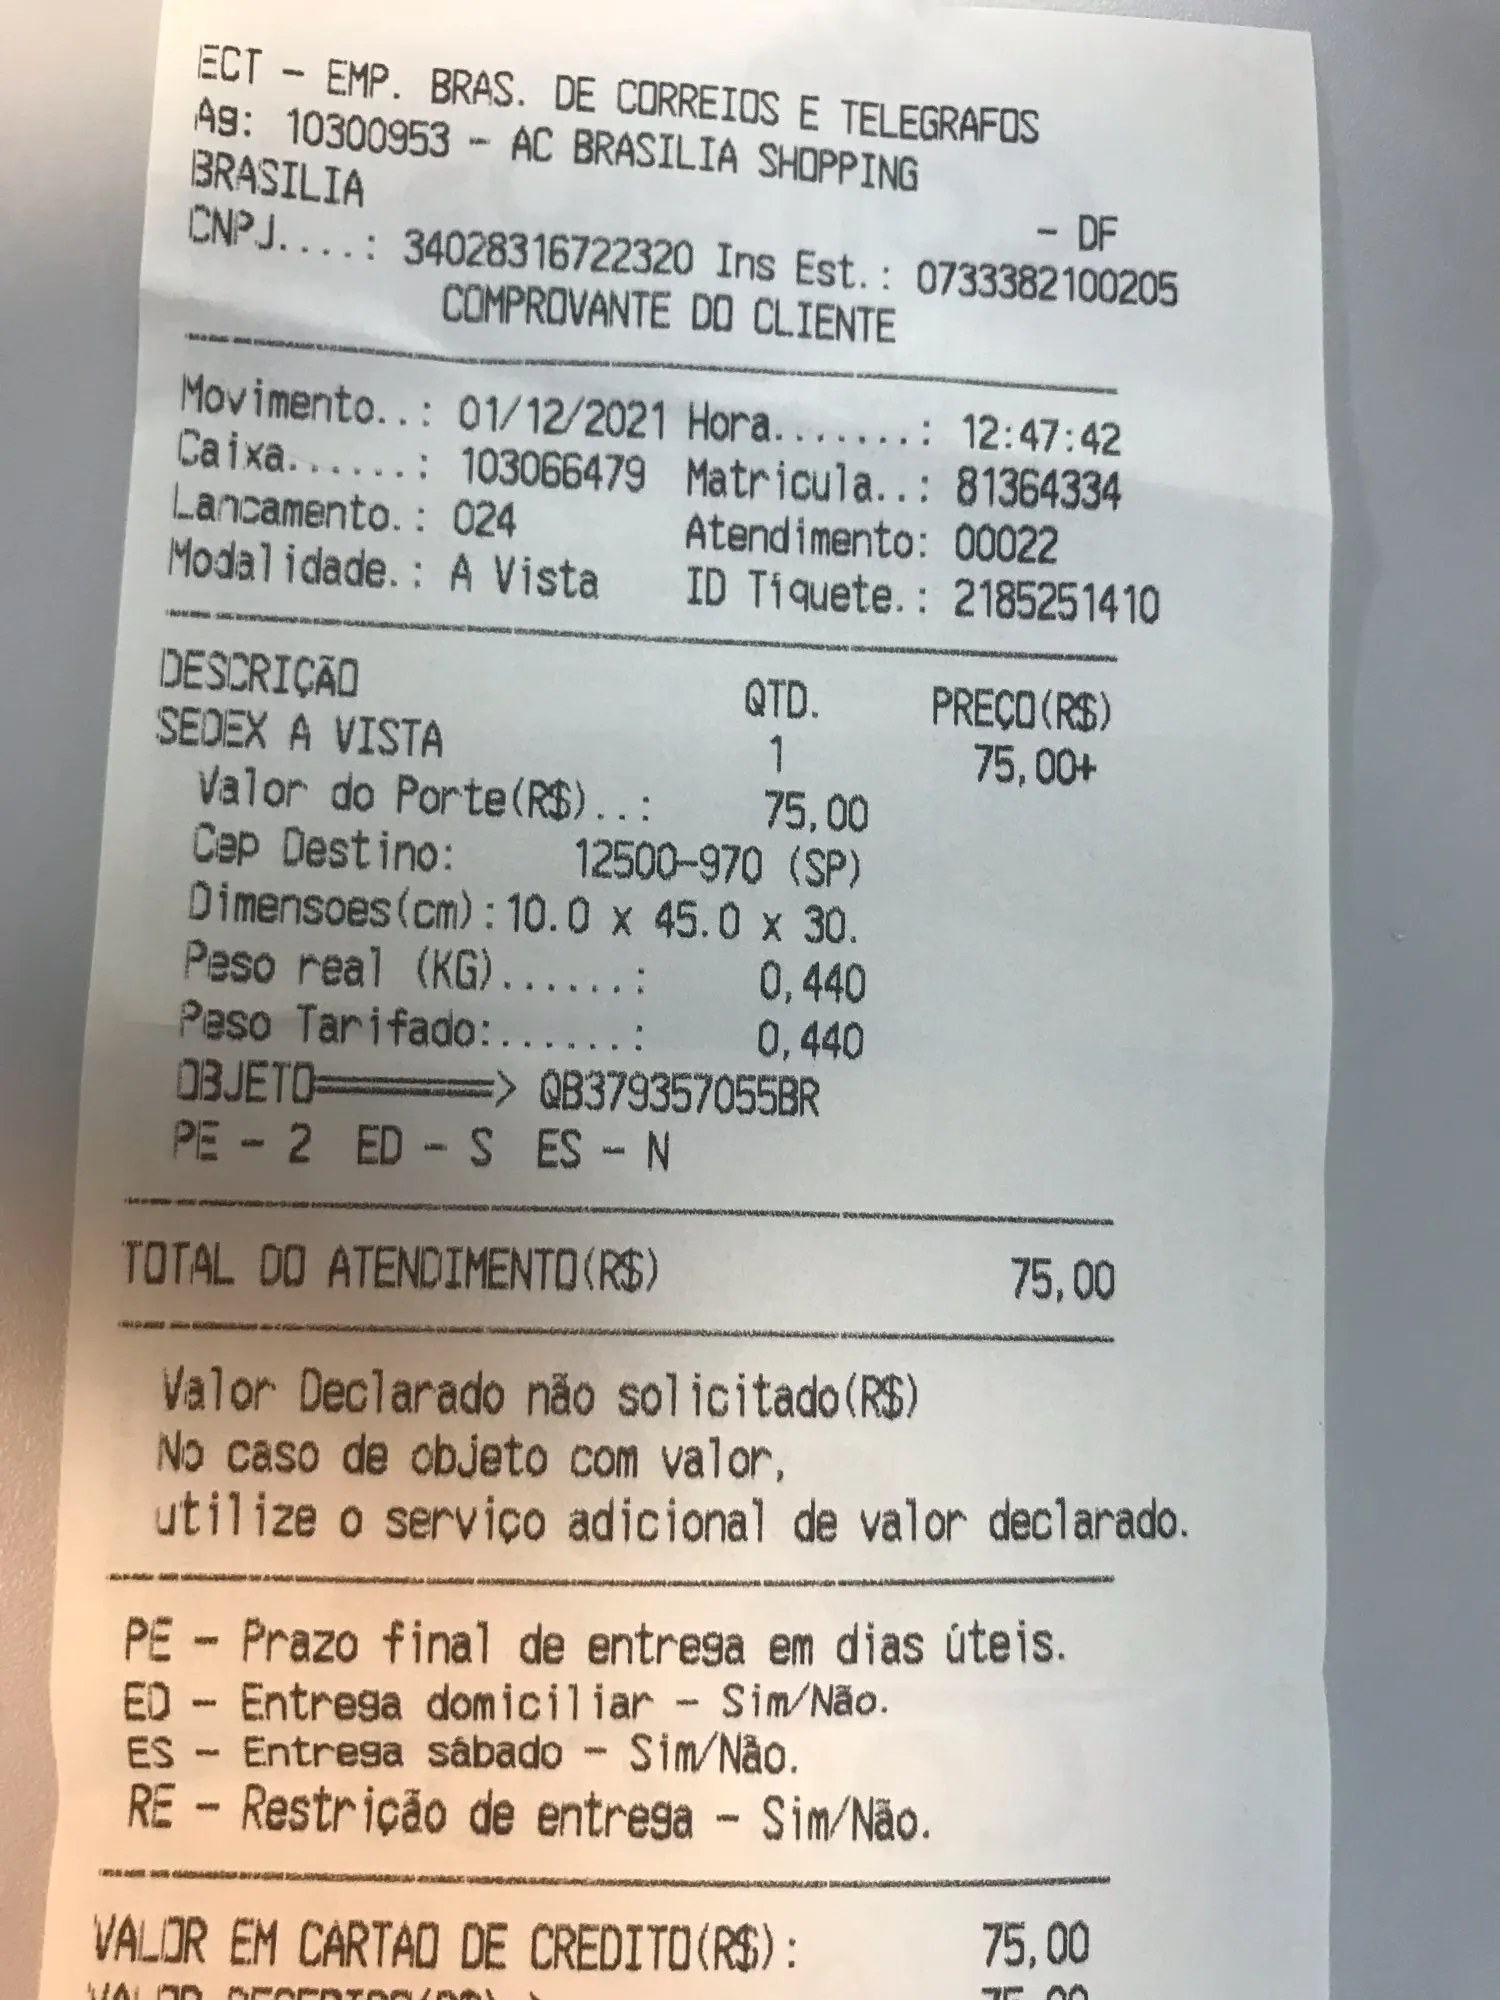 ECT - EMP. BRAS. DE CORREIOS E TELEGRAFOS
Ag: 10300953 - AC BRASILIA SHOPPING
BRASILIA - DF
CNPJ....: 34028316722320 Ins Est.: 0733382100205
COMPROVANTE DO CLIENTE
Movimento..: 01/12/2021 Hora.......: 12:47:42
Caixa......: 103066479 Matricula..: 81364334
Lancamento.: 024 Atendimento: 00022
Modalidade.: A Vista ID Tiquete.: 2185251410
DESCRIÇÃO QTD. PREÇO(R$)
SEDEX A VISTA 1 75,00+
Valor do Porte(R$)..: 75,00
Cep Destino: 12500-970 (SP)
Dimensoes(cm):10.0 x 45.0 x 30.
Peso real (KG)......: 0,440
Peso Tarifado:......: 0,440
OBJETO=======> QB379357055BR
PE - 2 ED - S ES - N
TOTAL DO ATENDIMENTO(R$) 75,00
Valor Declarado não solicitado(R$)
No caso de objeto com valor,
utilize o serviço adicional de valor declarado.
PE - Prazo final de entrega em dias úteis.
ED - Entrega domiciliar - Sim/Não.
ES - Entrega sábado - Sim/Não.
RE - Restrição de entrega - Sim/Não.
VALOR EM CARTAO DE CREDITO(R$): 75,00